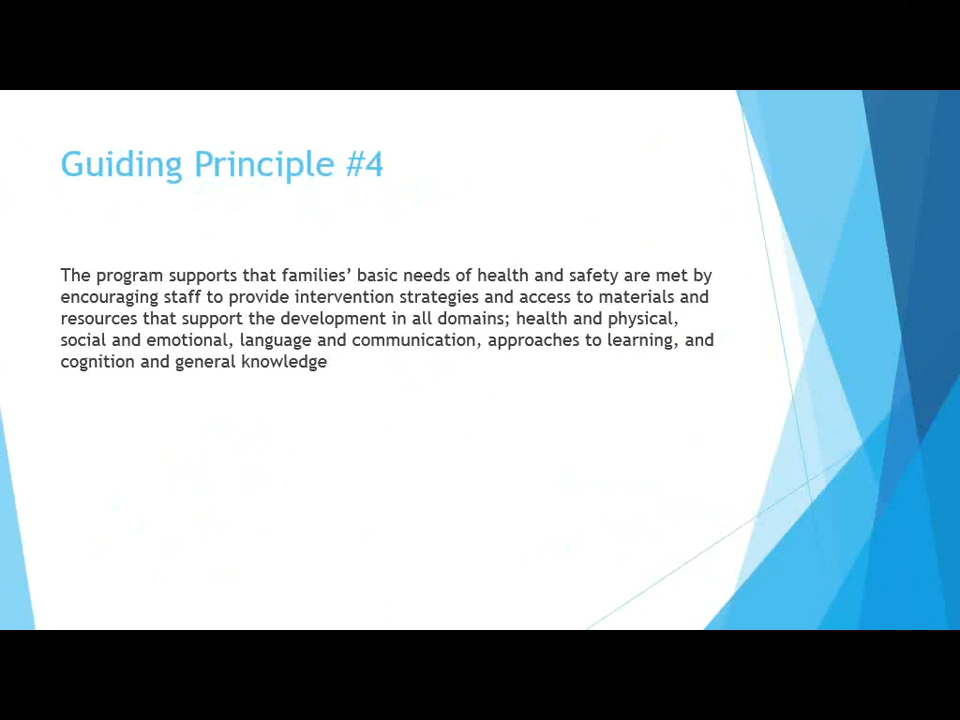 Guiding Principle #4
The program supports that families’ basic needs of health and safety are met by
encouraging staff to provide intervention strategies and access to materials and
resources that support the development in all domains; health and physical,
social and emotional, language and communication, approaches to learning, and
cognition and general knowledge